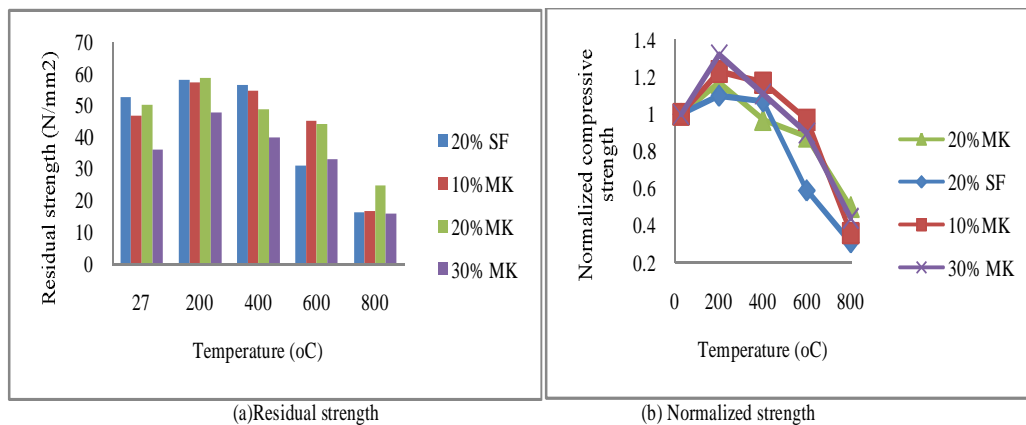 Residual strength (N/mm2)
70
60
50
40
30
20
10
0
27 200 400 600 800
Temperature (oC)
20% SF
10%MK
20%MK
30% MK
(a)Residual strength
Normalized compressive
strength
1.4
1.2
1
0.8
0.6
0.4
0.2
0 200 400 600 800
Temperature (oC)
20%MK
20% SF
10%MK
30% MK
(b) Normalized strength